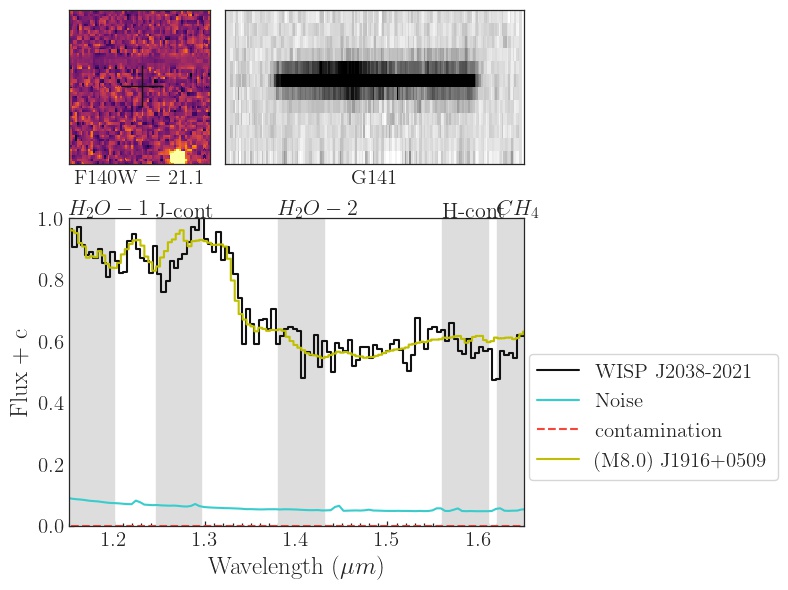 F140W = 21.1
G141
H₂O − 1 J-cont H₂O − 2 H-cont CH₄
1.0
0.8
0.6
0.4
0.2
0.0
Flux + c
1.2 1.3 1.4 1.5 1.6
Wavelength (μm)
WISP J2038-2021
Noise
contamination
(M8.0) J1916+0509